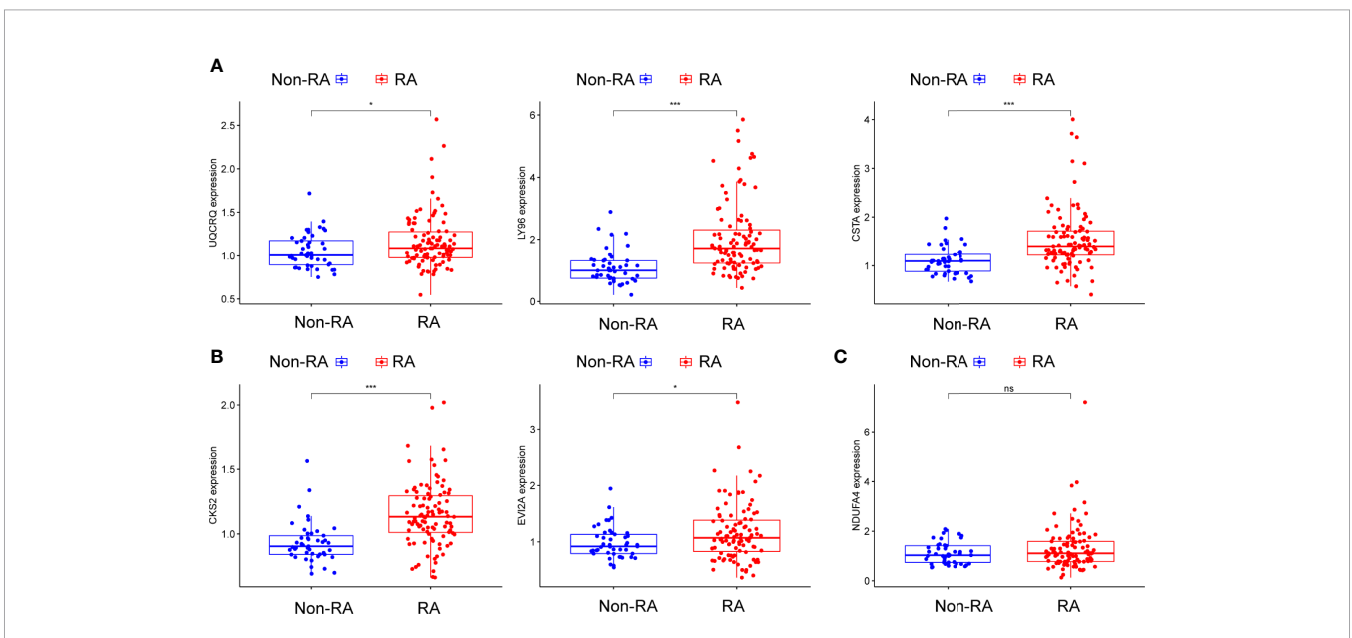 A
Non-RA RA
*
UQCRQ expression
2.5
2.0
1.5
1.0
0.5
Non-RA RA
Non-RA RA
***
LY96 expression
6
4
2
0
Non-RA RA
Non-RA RA
***
CSTA expression
4
3
2
1
Non-RA RA
B
Non-RA RA
***
CKS2 expression
2.0
1.5
1.0
Non-RA RA
Non-RA RA
*
EVI2A expression
3
2
1
Non-RA RA
C
Non-RA RA
ns
NDUFA4 expression
6
4
2
0
Non-RA RA